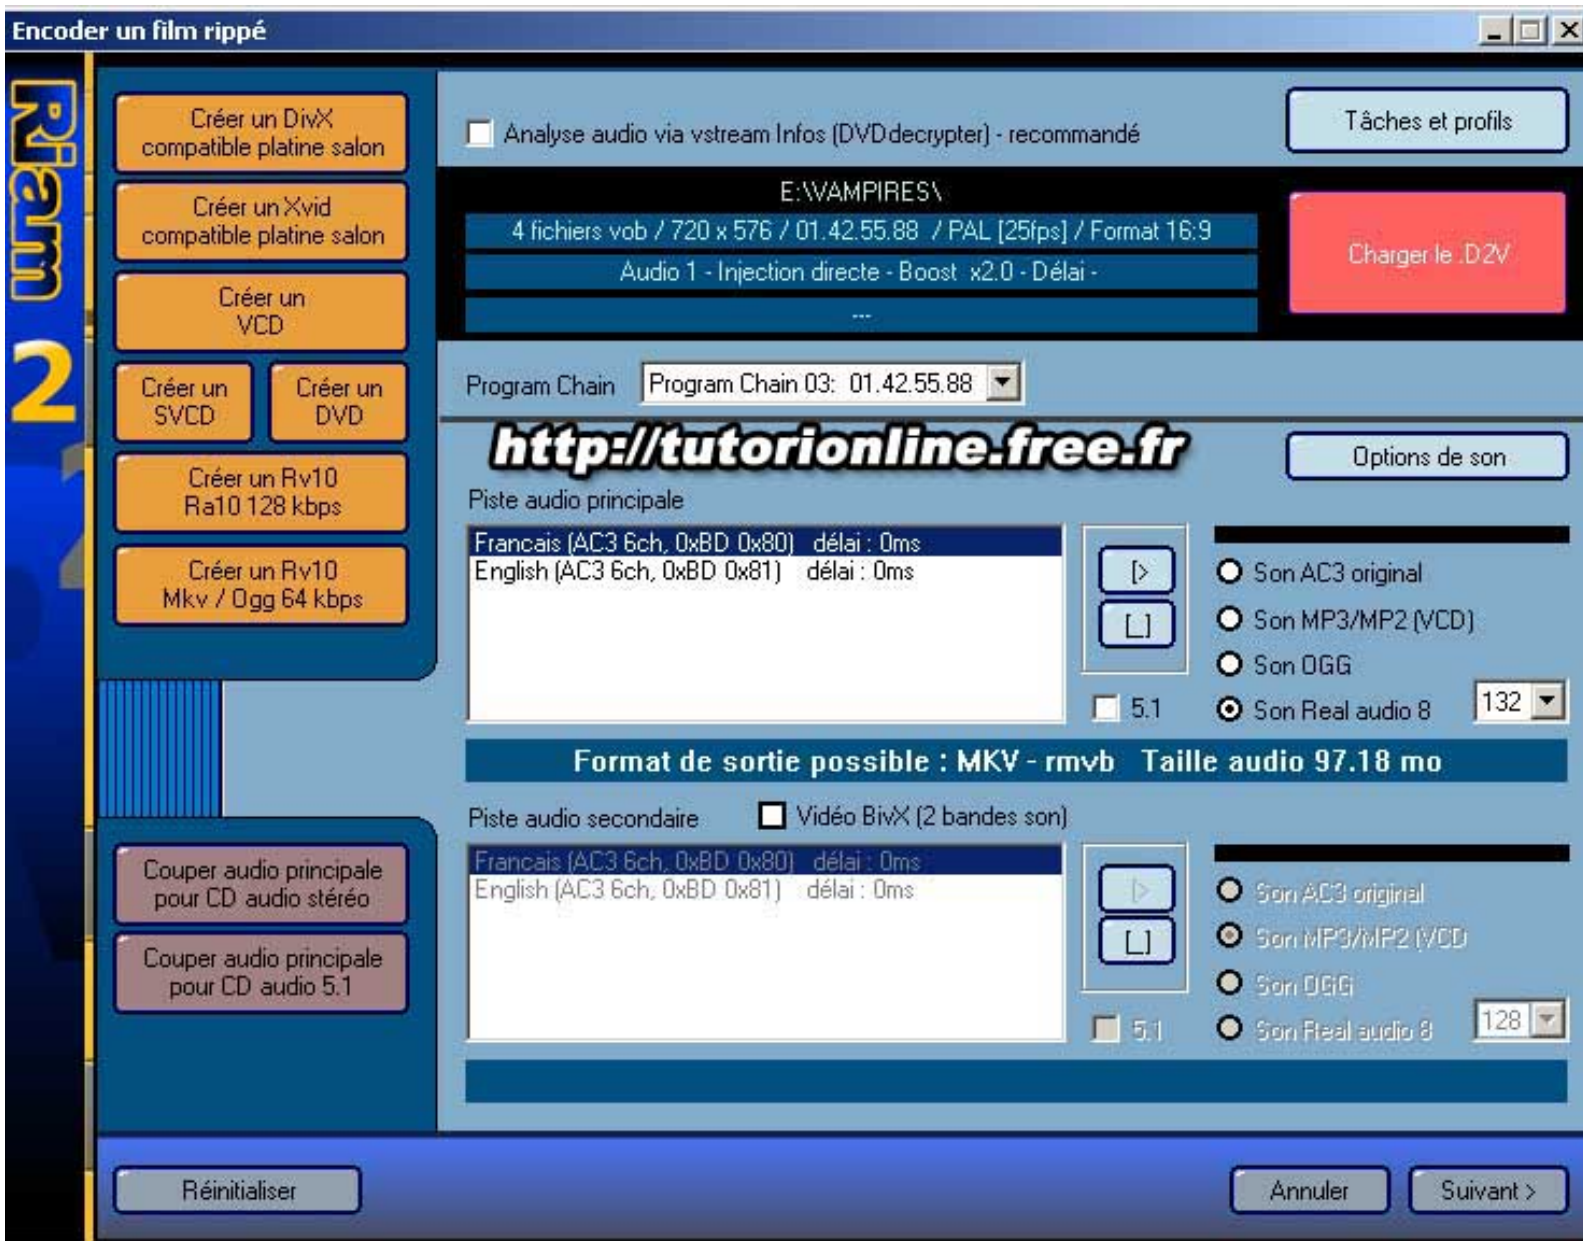 Encoder un film rippé
Riam 2
Créer un DivX
compatible platine salon
Créer un Xvid
compatible platine salon
Créer un
VCD
Créer un
SVCD
Créer un
DVD
Créer un Rv10
Ra10 128 kbps
Créer un Rv10
Mkv / Ogg 64 kbps
Couper audio principale
pour CD audio stéréo
Couper audio principale
pour CD audio 5.1
Analyse audio via vstream Infos (DVDdecrypter) - recommandé
Tâches et profils
E:\VAMPIRES\
4 fichiers vob / 720 x 576 / 01.42.55.88 / PAL [25fps] / Format 16:9
Audio 1 - Injection directe - Boost x2.0 - Délai -
---
Charger le .D2V
Program Chain
Program Chain 03: 01.42.55.88
http://tutorionline.free.fr
Options de son
Piste audio principale
Francais (AC3 6ch, 0xBD 0x80) délai : 0ms
English (AC3 6ch, 0xBD 0x81) délai : 0ms
[>
[_]
5.1
Son AC3 original
Son MP3/MP2 (VCD)
Son OGG
Son Real audio 8
132
Format de sortie possible : MKV - rmvb Taille audio 97.18 mo
Piste audio secondaire
Vidéo BivX (2 bandes son)
Francais (AC3 6ch, 0xBD 0x80) délai : 0ms
English (AC3 6ch, 0xBD 0x81) délai : 0ms
[>
[_]
5.1
Son AC3 original
Son MP3/MP2 (VCD
Son OGG
Son Real audio 8
128
Réinitialiser
Annuler
Suivant >